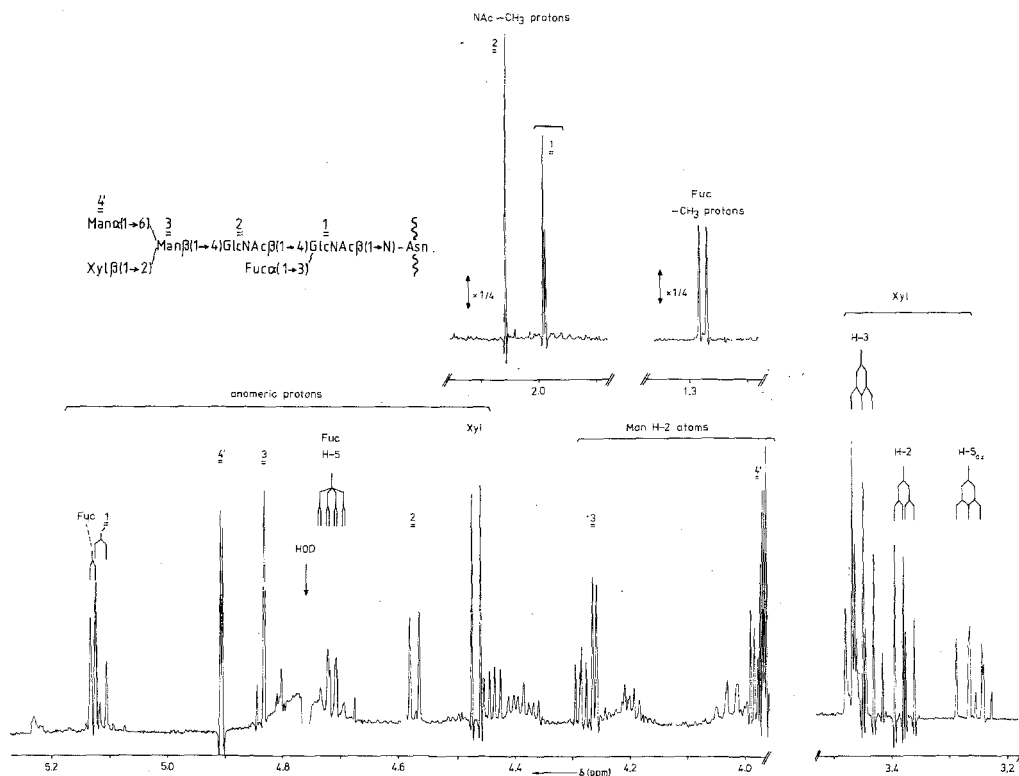 NAc-CH3 protons
2
1
Fuc
-CH3 protons
×1/4
×1/4
2.0
1.3
4'
Manα(1→6)
3 2 1
Manβ(1→4)GlcNAcβ(1→4)GlcNAcβ(1→N)-Asn.
Xylβ(1→2) Fucα(1→3)
Xyl
H-3
H-2
H-5ax
anomeric protons
Fuc 1
4'
3
Fuc
H-5
HOD
2
Xyl
Man H-2 atoms
3
4'
5.2 5.0 4.8 4.6 4.4 4.2 4.0 3.4 3.2
δ(ppm)